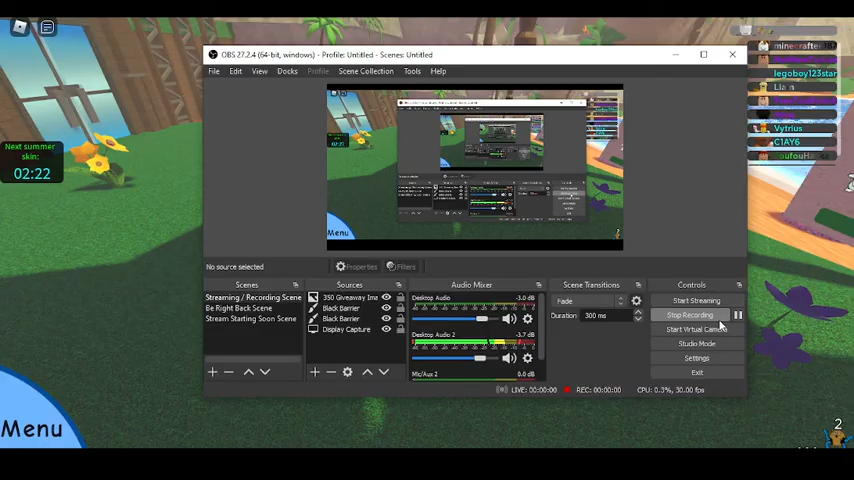 OBS 27.2.4 (64-bit, windows) - Profile: Untitled - Scenes: Untitled
File Edit View Docks Profile Scene Collection Tools Help
legoboy123star
Liam
Vytrius
C1AY6
Next summer
skin:
02:22
Menu
No source selected
Properties Filters
Scenes Sources Audio Mixer Scene Transitions Controls
Streaming / Recording Scene
Be Right Back Scene
Stream Starting Soon Scene
350 Giveaway Ima
Black Barrier
Black Barrier
Display Capture
Desktop Audio -3.0 dB
Desktop Audio 2 -3.7 dB
Mic/Aux 2 0.0 dB
Fade
Duration 300 ms
Start Streaming
Stop Recording
Start Virtual Camera
Studio Mode
Settings
Exit
LIVE: 00:00:00 REC: 00:00:00 CPU: 0.3%, 30.00 fps
Menu
2